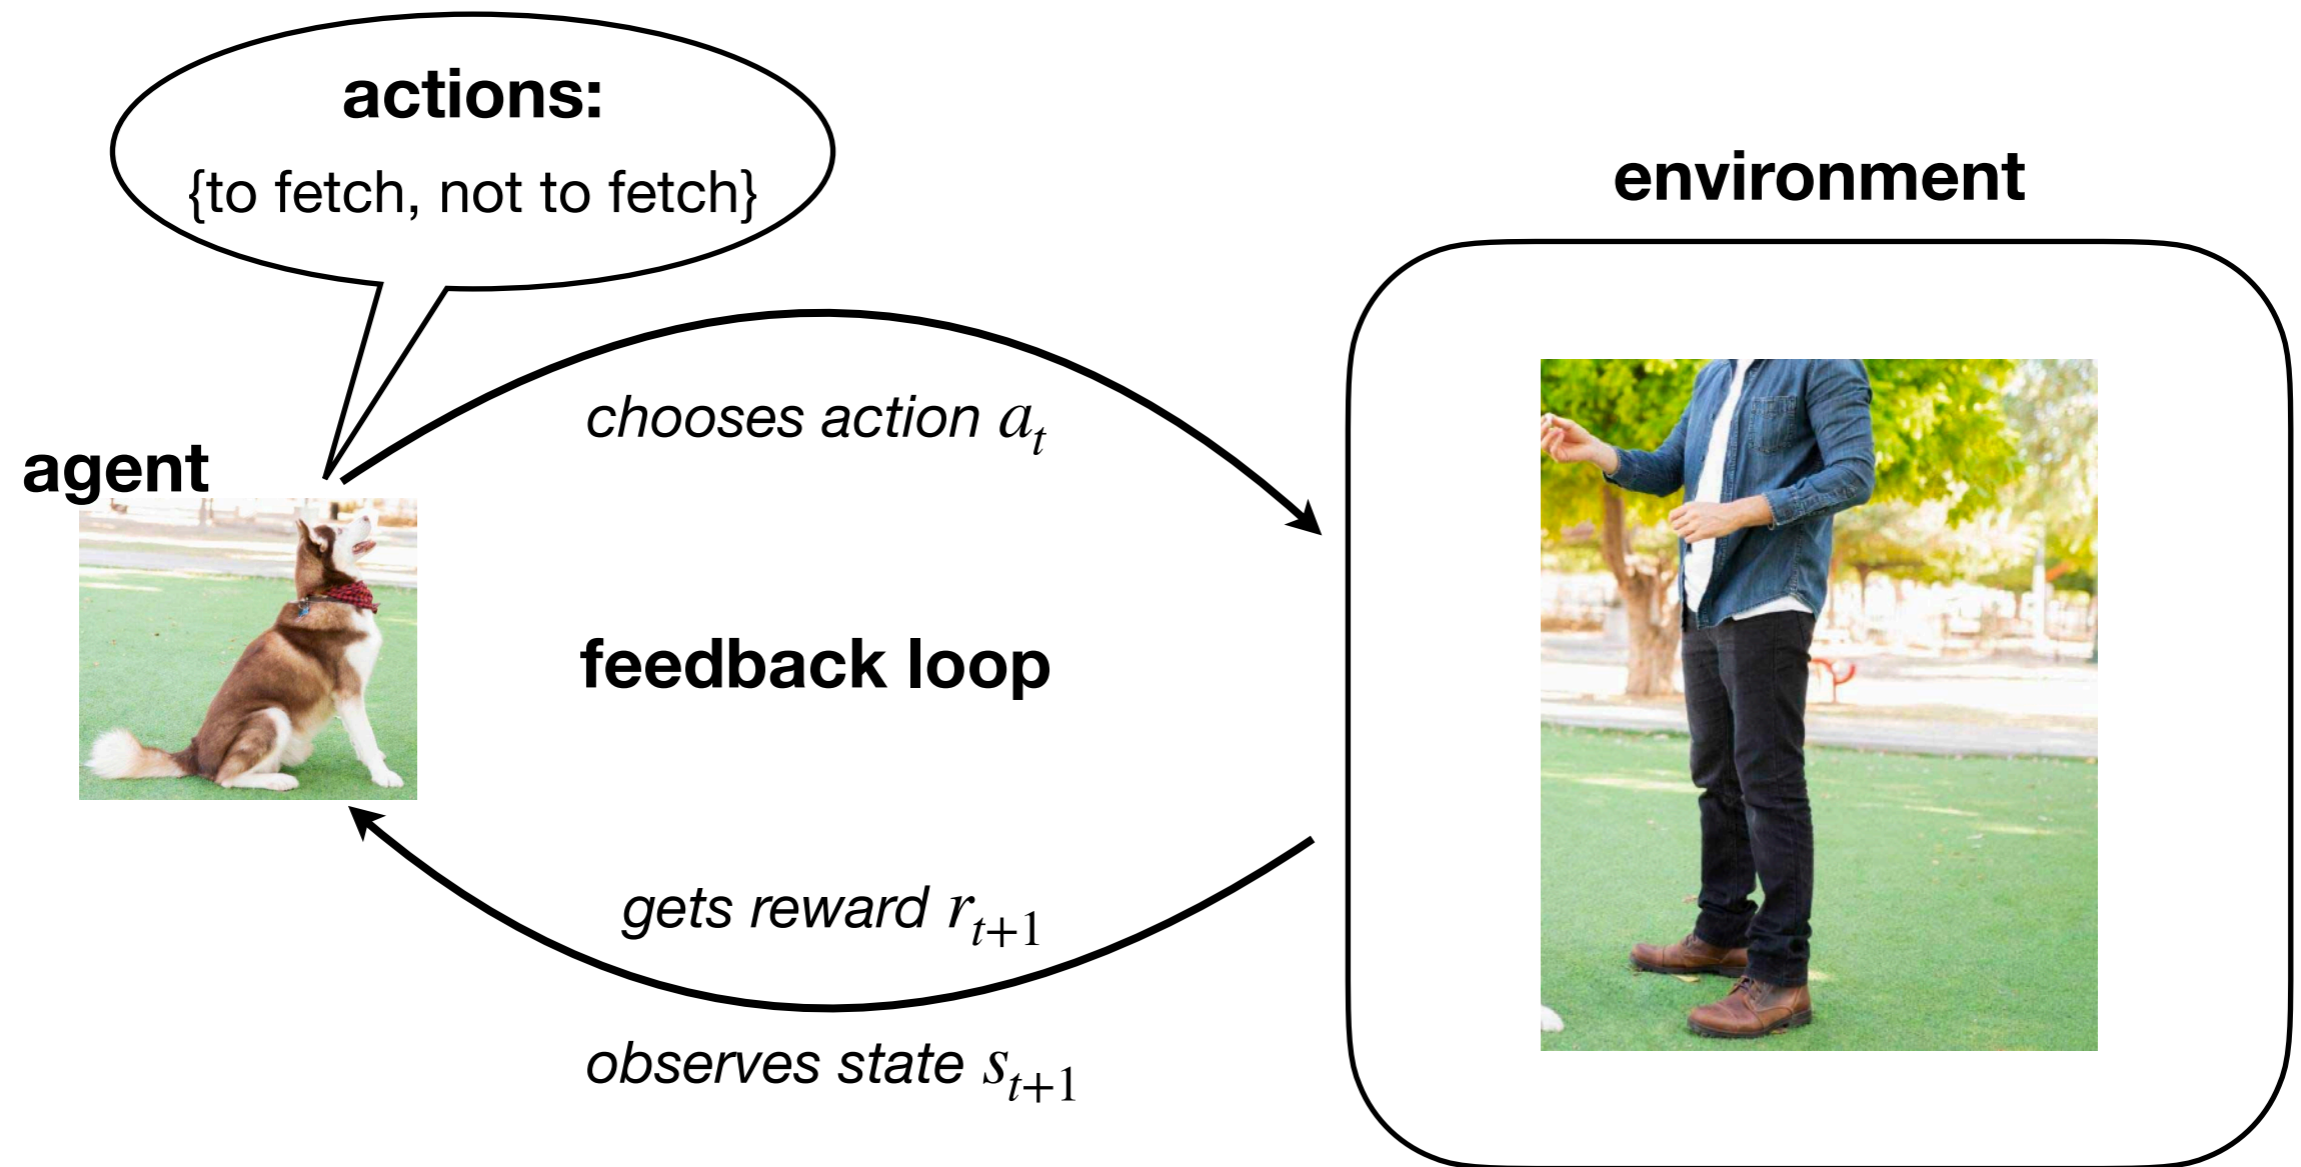 actions:
{to fetch, not to fetch}
environment
chooses action a_t
agent
feedback loop
gets reward r_{t+1}
observes state s_{t+1}